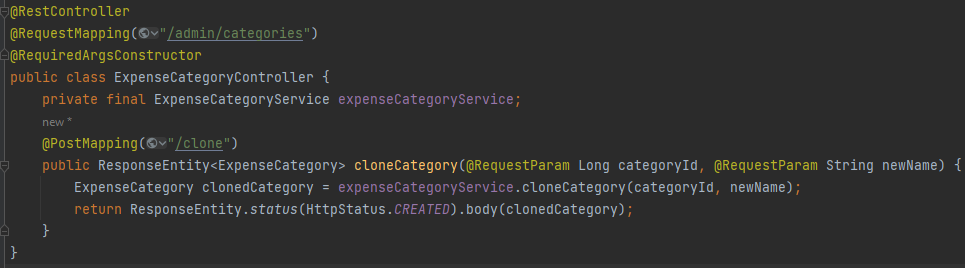 @RestController
@RequestMapping("/admin/categories")
@RequiredArgsConstructor
public class ExpenseCategoryController {
    private final ExpenseCategoryService expenseCategoryService;
    new *
    @PostMapping("/clone")
    public ResponseEntity<ExpenseCategory> cloneCategory(@RequestParam Long categoryId, @RequestParam String newName) {
        ExpenseCategory clonedCategory = expenseCategoryService.cloneCategory(categoryId, newName);
        return ResponseEntity.status(HttpStatus.CREATED).body(clonedCategory);
    }
}